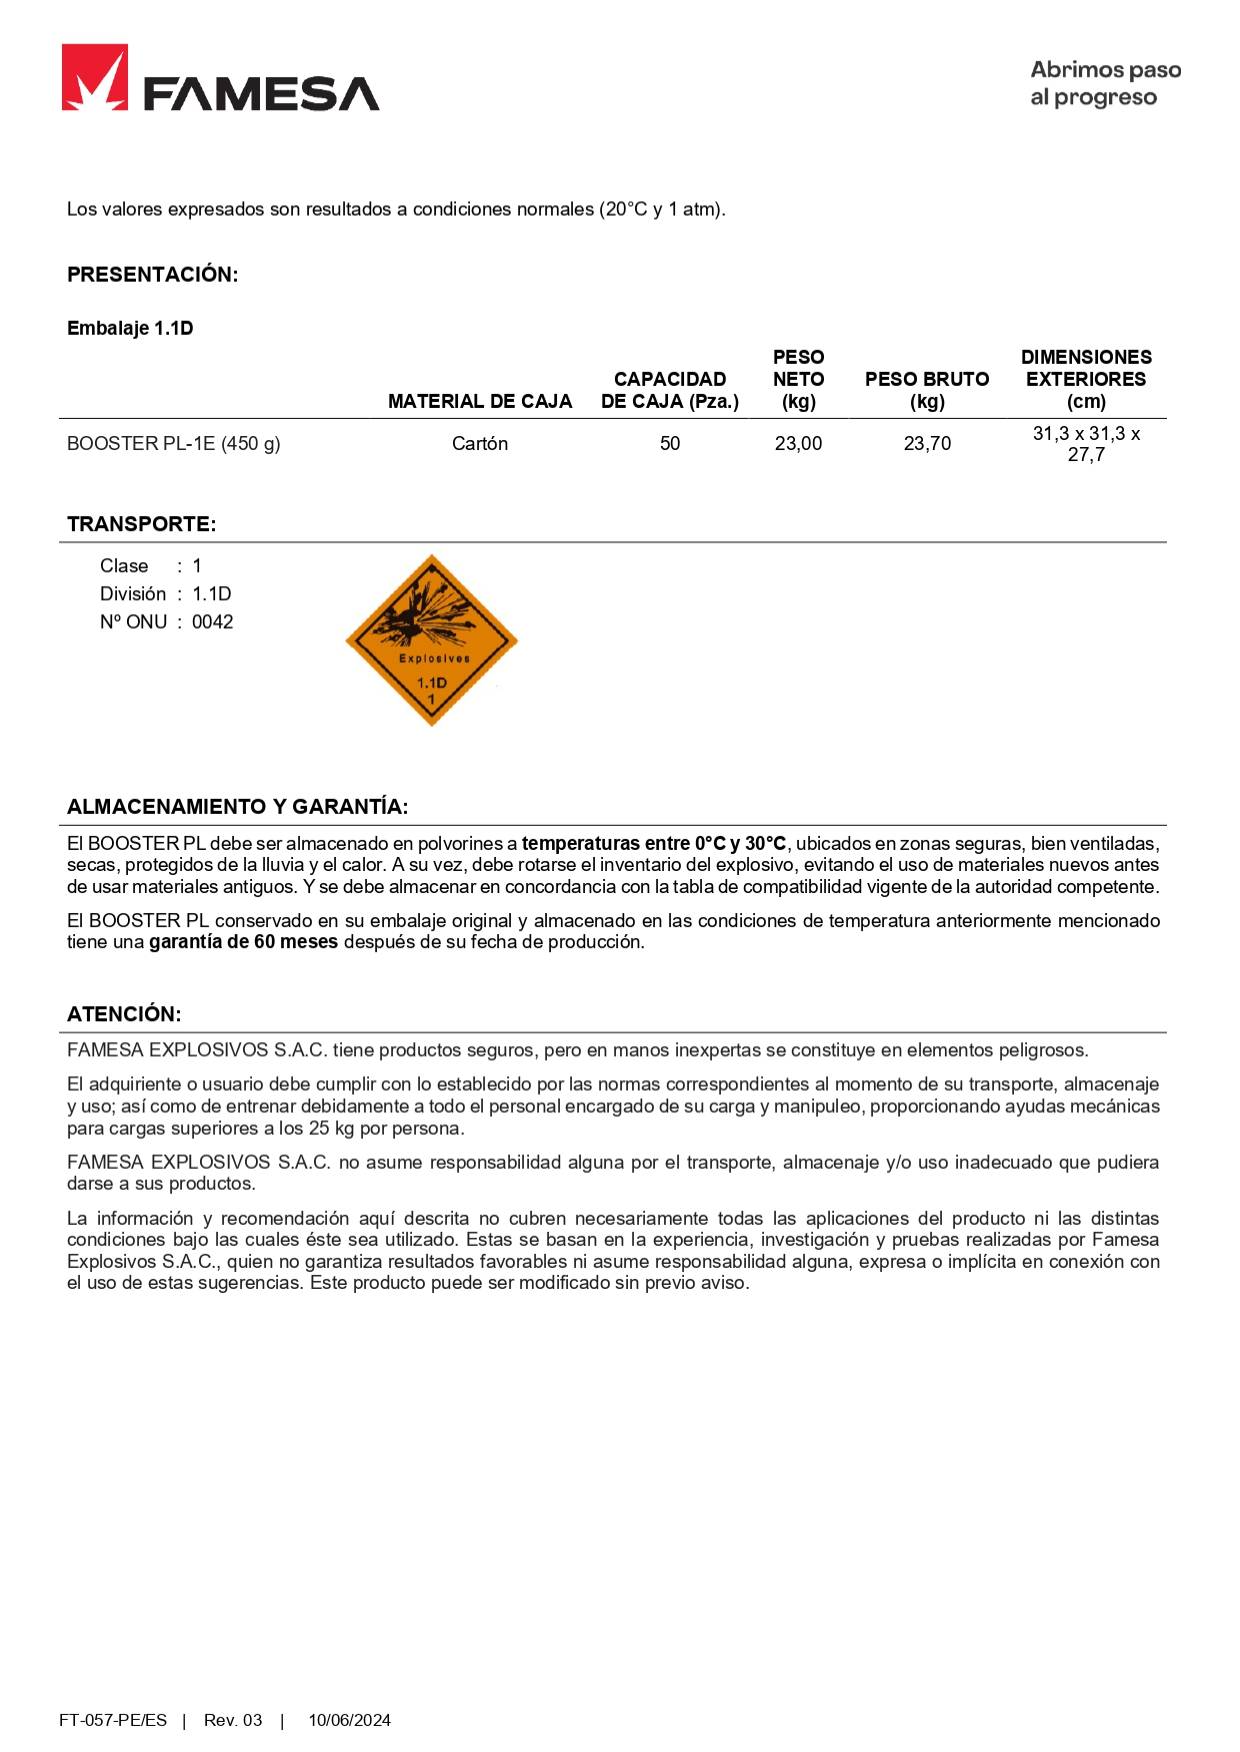 FAMESA
Abrimos paso
al progreso
Los valores expresados son resultados a condiciones normales (20°C y 1 atm).
PRESENTACIÓN:
Embalaje 1.1D
MATERIAL DE CAJA
CAPACIDAD
DE CAJA (Pza.)
PESO
NETO
(kg)
PESO BRUTO
(kg)
DIMENSIONES
EXTERIORES
(cm)
BOOSTER PL-1E (450 g) Cartón 50 23,00 23,70 31,3 x 31,3 x
27,7
TRANSPORTE:
Clase : 1
División : 1.1D
Nº ONU : 0042
Explosives
1.1D
1
ALMACENAMIENTO Y GARANTÍA:
El BOOSTER PL debe ser almacenado en polvorines a temperaturas entre 0°C y 30°C, ubicados en zonas seguras, bien ventiladas,
secas, protegidos de la lluvia y el calor. A su vez, debe rotarse el inventario del explosivo, evitando el uso de materiales nuevos antes
de usar materiales antiguos. Y se debe almacenar en concordancia con la tabla de compatibilidad vigente de la autoridad competente.
El BOOSTER PL conservado en su embalaje original y almacenado en las condiciones de temperatura anteriormente mencionado
tiene una garantía de 60 meses después de su fecha de producción.
ATENCIÓN:
FAMESA EXPLOSIVOS S.A.C. tiene productos seguros, pero en manos inexpertas se constituye en elementos peligrosos.
El adquiriente o usuario debe cumplir con lo establecido por las normas correspondientes al momento de su transporte, almacenaje
y uso; así como de entrenar debidamente a todo el personal encargado de su carga y manipuleo, proporcionando ayudas mecánicas
para cargas superiores a los 25 kg por persona.
FAMESA EXPLOSIVOS S.A.C. no asume responsabilidad alguna por el transporte, almacenaje y/o uso inadecuado que pudiera
darse a sus productos.
La información y recomendación aquí descrita no cubren necesariamente todas las aplicaciones del producto ni las distintas
condiciones bajo las cuales éste sea utilizado. Estas se basan en la experiencia, investigación y pruebas realizadas por Famesa
Explosivos S.A.C., quien no garantiza resultados favorables ni asume responsabilidad alguna, expresa o implícita en conexión con
el uso de estas sugerencias. Este producto puede ser modificado sin previo aviso.
FT-057-PE/ES | Rev. 03 | 10/06/2024